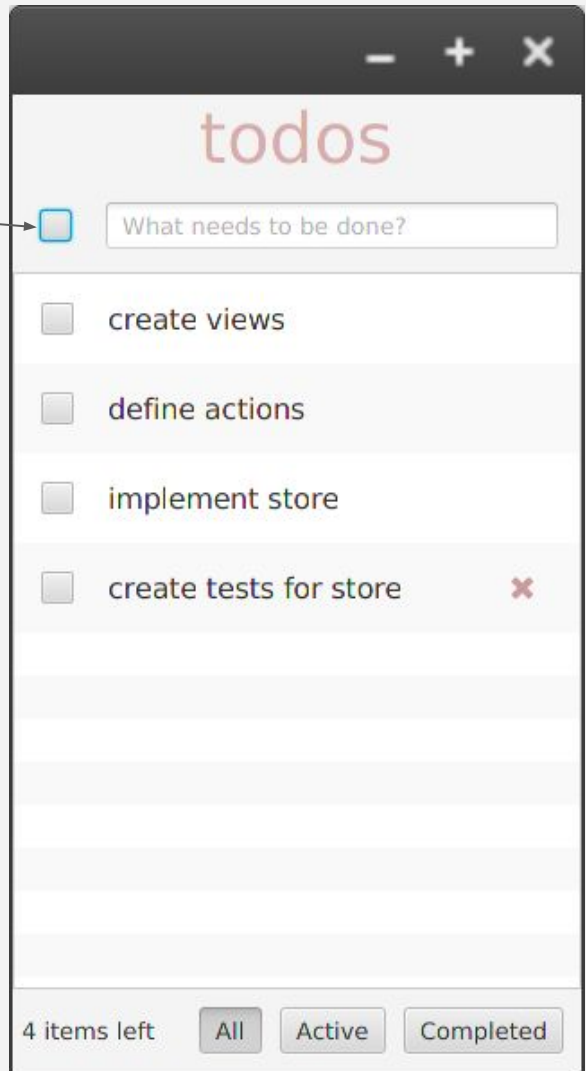 todos
What needs to be done?
create views
define actions
implement store
create tests for store
4 items left All Active Completed